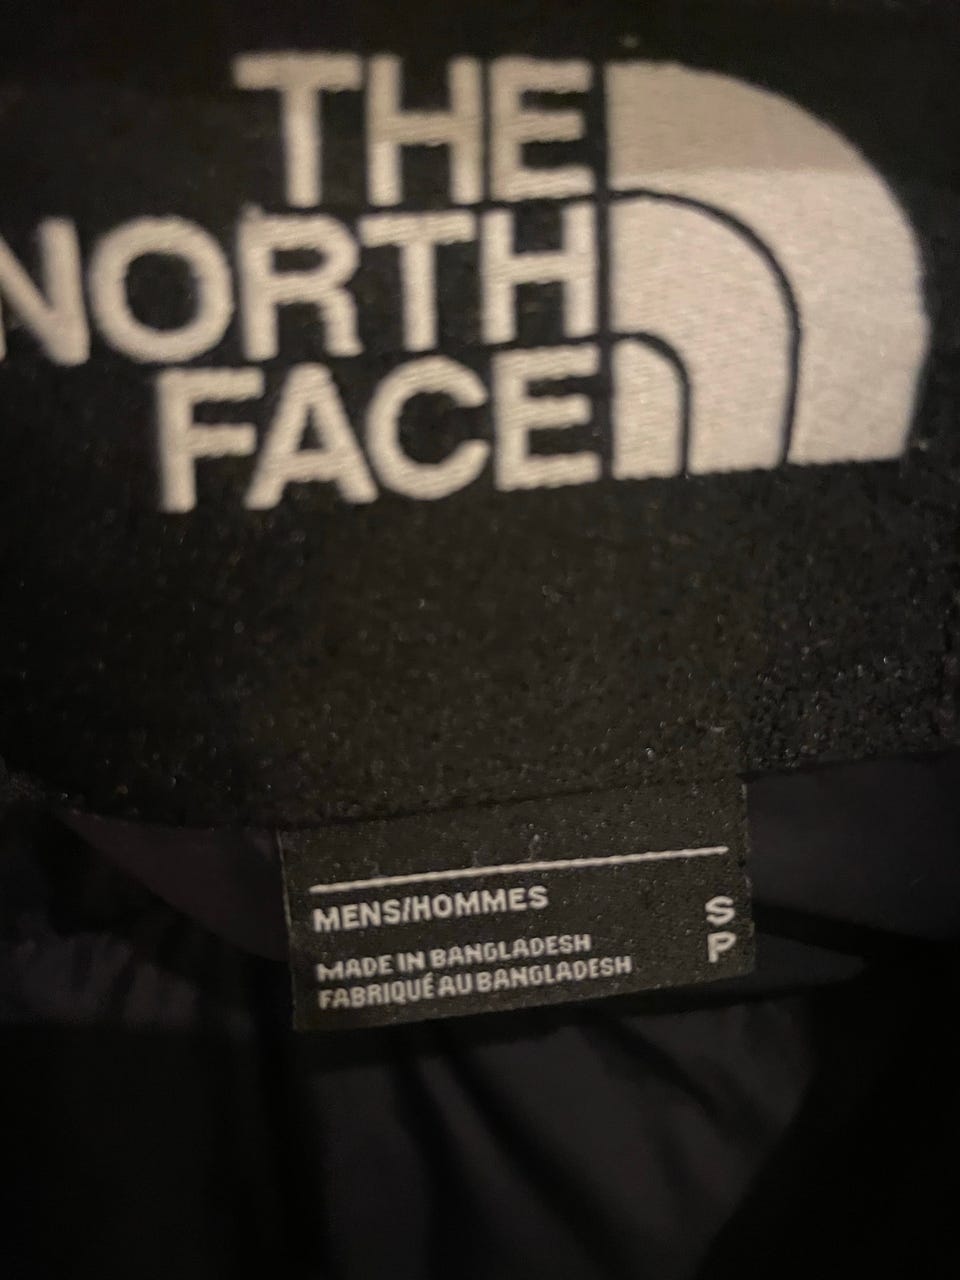 THE
NORTH
FACE
MENS/HOMMES
S
P
MADE IN BANGLADESH
FABRIQUÉ AU BANGLADESH